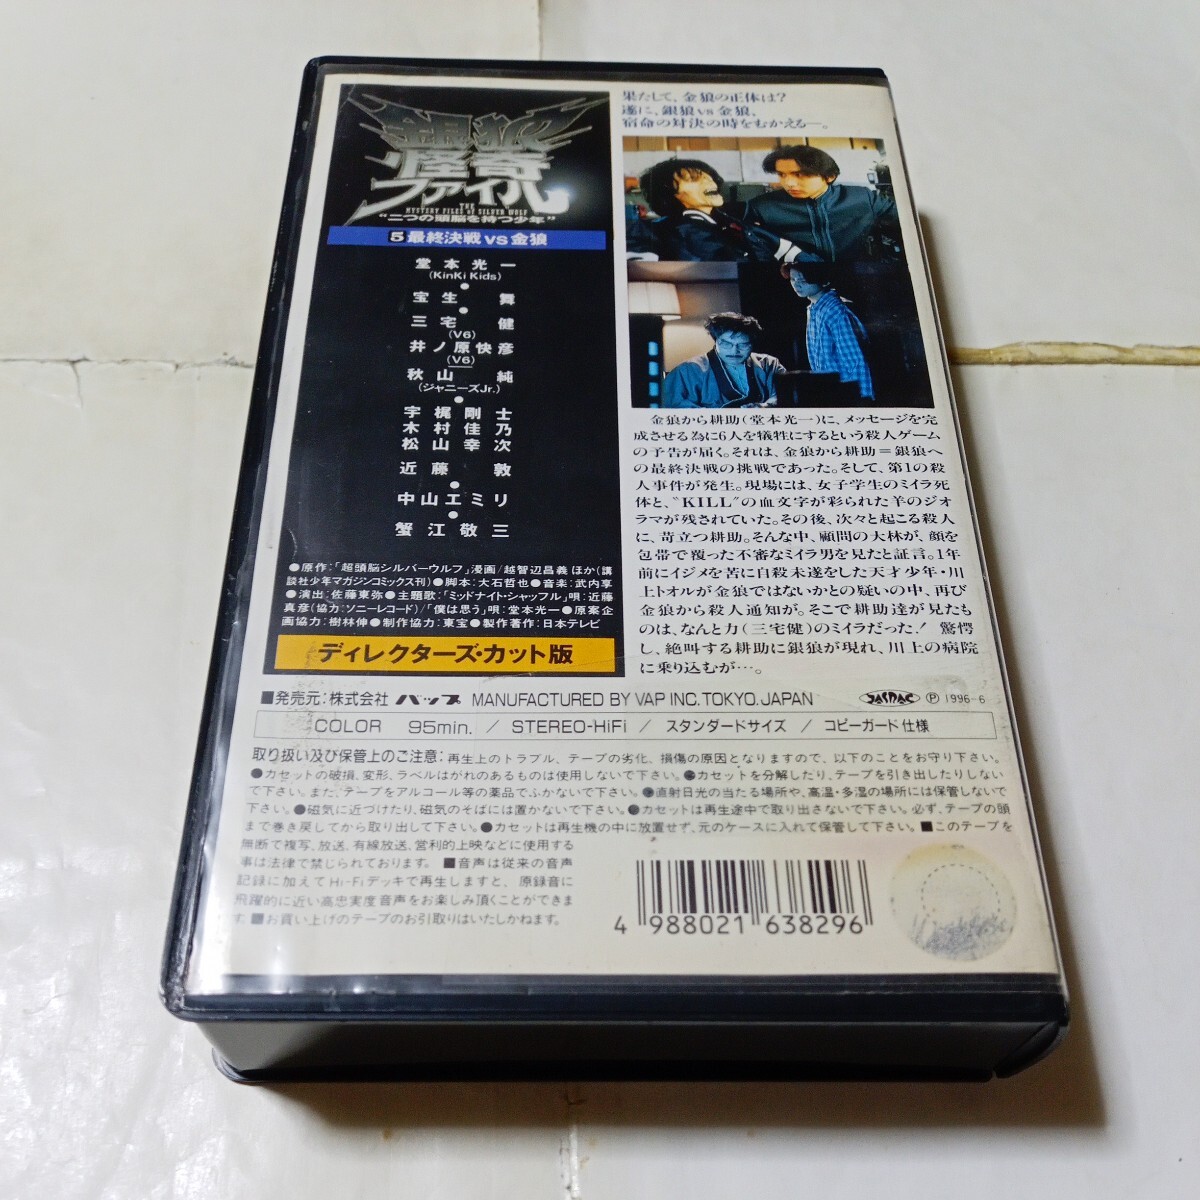 銀狼
怪奇
ファイル
THE
MYSTERY FILES OF SILVER WOLF
“二つの頭脳を持つ少年”
5 最終決戦 vs 金狼
堂本光一
(KinKi Kids)
宝生 舞
三宅 健
(V6)
井ノ原快彦
(V6)
秋山 純
(ジャニーズJr.)
宇梶剛士
木村佳乃
松山幸次
近藤 敦
中山エミリ
蟹江敬三
●原作：「超頭脳シルバーウルフ」漫画/越智辺昌義 ほか(講
談社少年マガジンコミックス刊)●脚本：大石哲也●音楽：武内享
●演出：佐藤東弥●主題歌：「ミッドナイト・シャッフル」唄：近藤
真彦(協力：ソニーレコード)/「僕は思う」唄：堂本光一●原案企
画協力：樹林伸●制作協力：東宝●製作著作：日本テレビ
ディレクターズ・カット版
果たして、金狼の正体は?
遂に、銀狼vs金狼、
宿命の対決の時をむかえる—。
金狼から耕助(堂本光一)に、メッセージを完
成させる為に6人を犠牲にするという殺人ゲーム
の予告が届く。それは、金狼から耕助＝銀狼へ
の最終決戦の挑戦であった。そして、第1の殺
人事件が発生。現場には、女子学生のミイラ死
体と、“KILL”の血文字が彩られた羊のジオ
ラマが残されていた。その後、次々と起こる殺人
に、苛立つ耕助。そんな中、顧問の大林が、顔を
包帯で覆った不審なミイラ男を見たと証言。1年
前にイジメを苦に自殺未遂をした天才少年・川
上トオルが金狼ではないかとの疑いの中、再び
金狼から殺人通知が。そこで耕助達が見たも
のは、なんと力(三宅健)のミイラだった！驚愕
し、絶叫する耕助に銀狼が現れ、川上の病院
に乗り込むが…。
■発売元：株式会社 バップ MANUFACTURED BY VAP INC.TOKYO.JAPAN JASRAC Ⓟ 1996-6
COLOR 95min. / STEREO-HiFi / スタンダードサイズ / コピーガード仕様
取り扱い及び保管上のご注意：再生上のトラブル、テープの劣化、損傷の原因となりますので、以下のことをお守り下さい。
●カセットの破損、変形、ラベルはがれのあるものは使用しないで下さい。●カセットを分解したり、テープを引き出したりしない
で下さい。また、テープをアルコール等の薬品でふかないで下さい。●直射日光の当たる場所や、高温・多湿の場所には保管しないで
下さい。●磁気に近づけたり、磁気のそばには置かないで下さい。●カセットは再生途中で取り出さないで下さい。必ず、テープの頭
まで巻き戻してから取り出して下さい。●カセットは再生機の中に放置せず、元のケースに入れて保管して下さい。■このテープを
無断で複写、放送、有線放送、営利的上映などに使用する
事は法律で禁じられております。■音声は従来の音声
記録に加えてHi-Fiデッキで再生しますと、原録音に
飛躍的に近い高忠実度音声をお楽しみ頂くことができま
す。■お買い上げのテープのお引取りはいたしかねます。
4 988021 638296